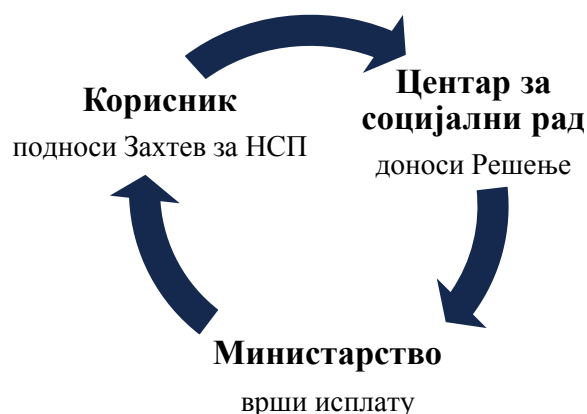 Корисник
подноси Захтев за НСП
Центар за
социјални рад
доноси Решење
Министарство
врши исплату